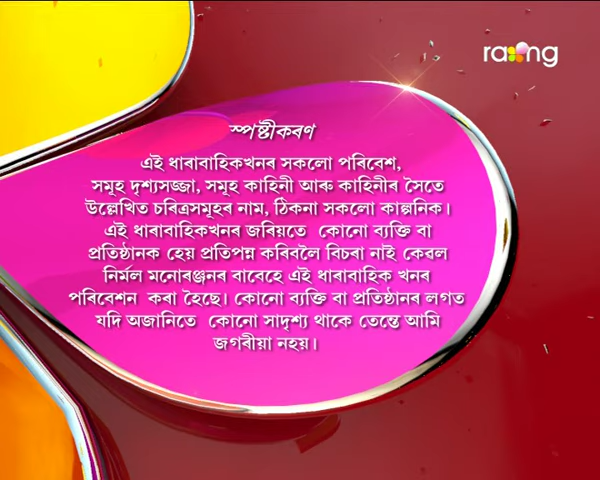 rang
স্পষ্টীকৰণ
এই ধাৰাবাহিকখনৰ সকলো পৰিবেশ,
সমূহ দৃশ্যসজ্জা, সমূহ কাহিনী আৰু কাহিনীৰ সৈতে
উল্লেখিত চৰিত্ৰসমূহৰ নাম, ঠিকনা সকলো কাল্পনিক।
এই ধাৰাবাহিকখনৰ জৰিয়তে কোনো ব্যক্তি বা
প্ৰতিষ্ঠানক হেয় প্ৰতিপন্ন কৰিবলৈ বিচৰা নাই কেৱল
নিৰ্মল মনোৰঞ্জনৰ বাবেহে এই ধাৰাবাহিক খনৰ
পৰিবেশন কৰা হৈছে। কোনো ব্যক্তি বা প্ৰতিষ্ঠানৰ লগত
যদি অজানিতে কোনো সাদৃশ্য থাকে তেন্তে আমি
জগৰীয়া নহয়।